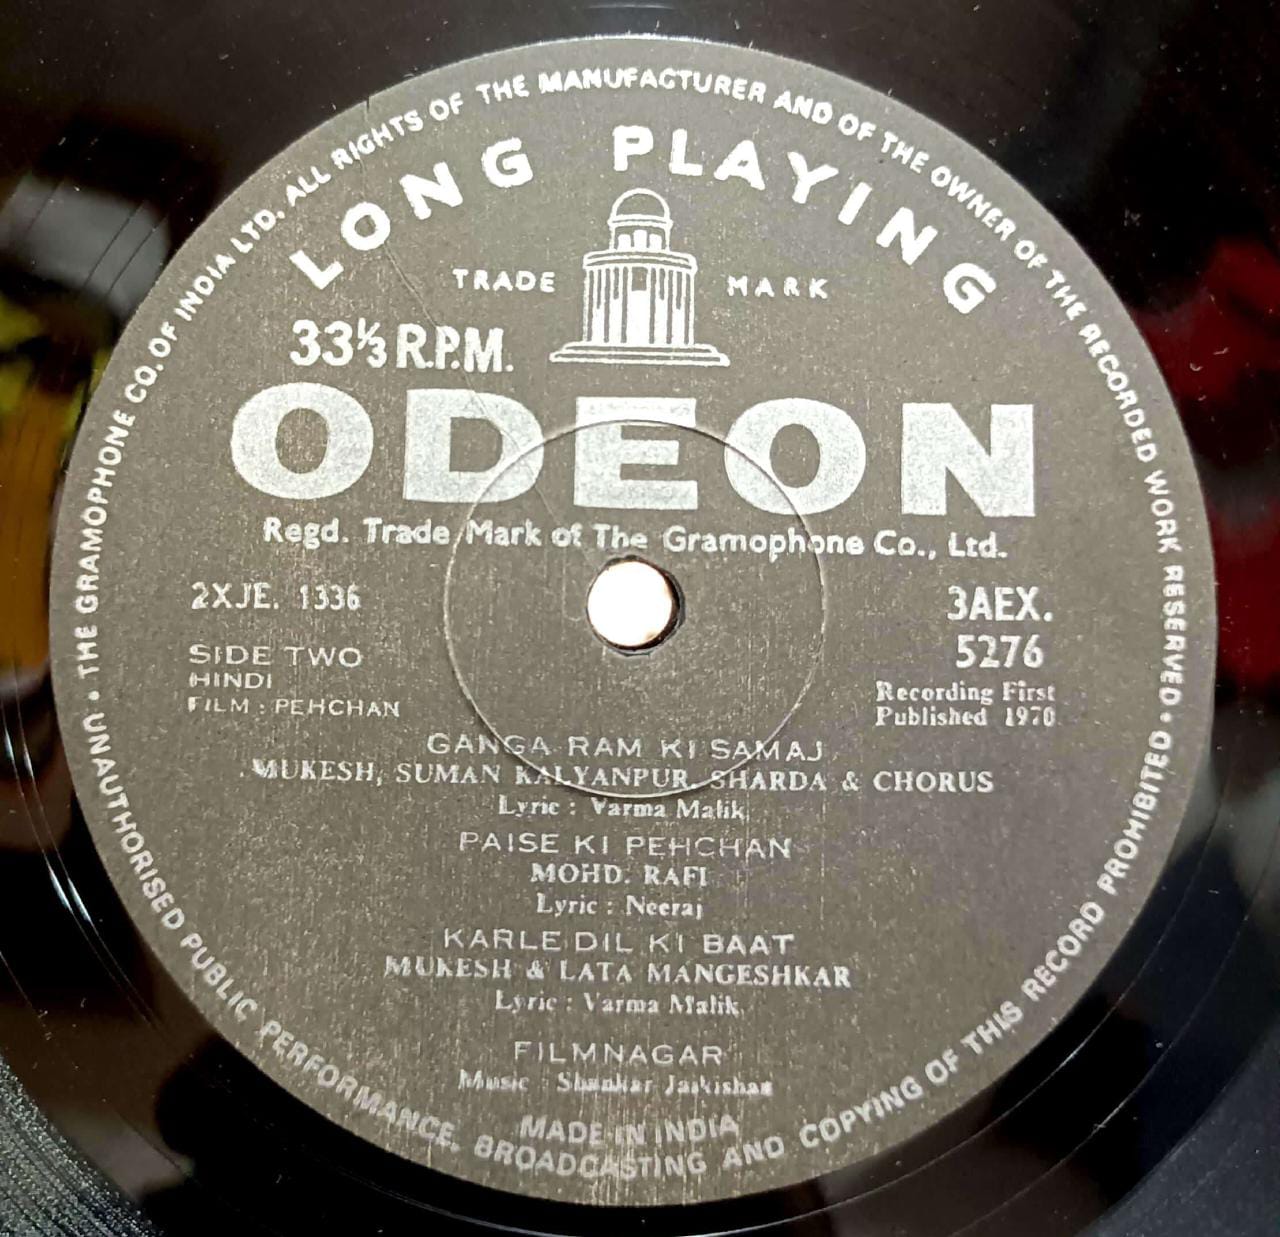 THE GRAMOPHONE CO. OF INDIA LTD. ALL RIGHTS OF THE MANUFACTURER AND OF THE OWNER OF THE RECORDED WORK RESERVED • UNAUTHORISED PUBLIC PERFORMANCE, BROADCASTING AND COPYING OF THIS RECORD PROHIBITED •
LONG PLAYING
TRADE MARK
33⅓ R.P.M.
ODEON
Regd. Trade Mark of The Gramophone Co., Ltd.
2XJE. 1336
3AEX.
5276
SIDE TWO
HINDI
FILM : PEHCHAN
Recording First
Published 1970
GANGA RAM KI SAMAJ
MUKESH, SUMAN KALYANPUR, SHARDA & CHORUS
Lyric : Varma Malik
PAISE KI PEHCHAN
MOHD. RAFI
Lyric : Neeraj
KARLE DIL KI BAAT
MUKESH & LATA MANGESHKAR
Lyric : Varma Malik
FILMNAGAR
Music : Shankar Jaikishan
MADE IN INDIA